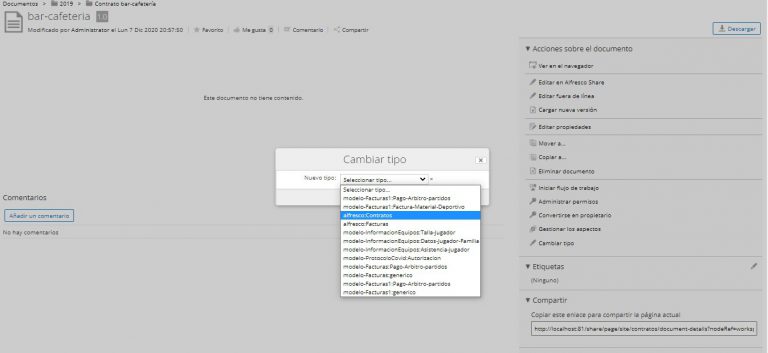 Documentos > 2019 > Contrato bar-cafetería
bar-cafeteria 1.0
Modificado por Administrator el Lun 7 Dic 2020 20:57:50 Favorito Me gusta 0 Comentario Compartir
Descargar
Este documento no tiene contenido.
Comentarios
Añadir un comentario
No hay comentarios
Cambiar tipo
x
Nuevo tipo: Seleccionar tipo... *
Seleccionar tipo...
modelo-Facturas1:Pago-Arbitro-partidos
modelo-Facturas1:Factura-Material-Deportivo
alfresco:Contratos
alfresco:Facturas
modelo-InformacionEquipos:Talla-Jugador
modelo-InformacionEquipos:Datos-Jugador-Familia
modelo-InformacionEquipos:Asistencia-Jugador
modelo-ProtocoloCovid:Autorizacion
modelo-Facturas:Pago-Arbitro-partidos
modelo-Facturas:generico
modelo-Facturas1:Pago-Arbitro-partidos
modelo-Facturas1:generico
Acciones sobre el documento
Ver en el navegador
Editar en Alfresco Share
Editar fuera de línea
Cargar nueva versión
Editar propiedades
Mover a...
Copiar a...
Eliminar documento
Iniciar flujo de trabajo
Administrar permisos
Convertirse en propietario
Gestionar los aspectos
Cambiar tipo
Etiquetas
(Ninguno)
Compartir
Copiar este enlace para compartir la página actual
http://localhost:81/share/page/site/contratos/document-details?nodeRef=works